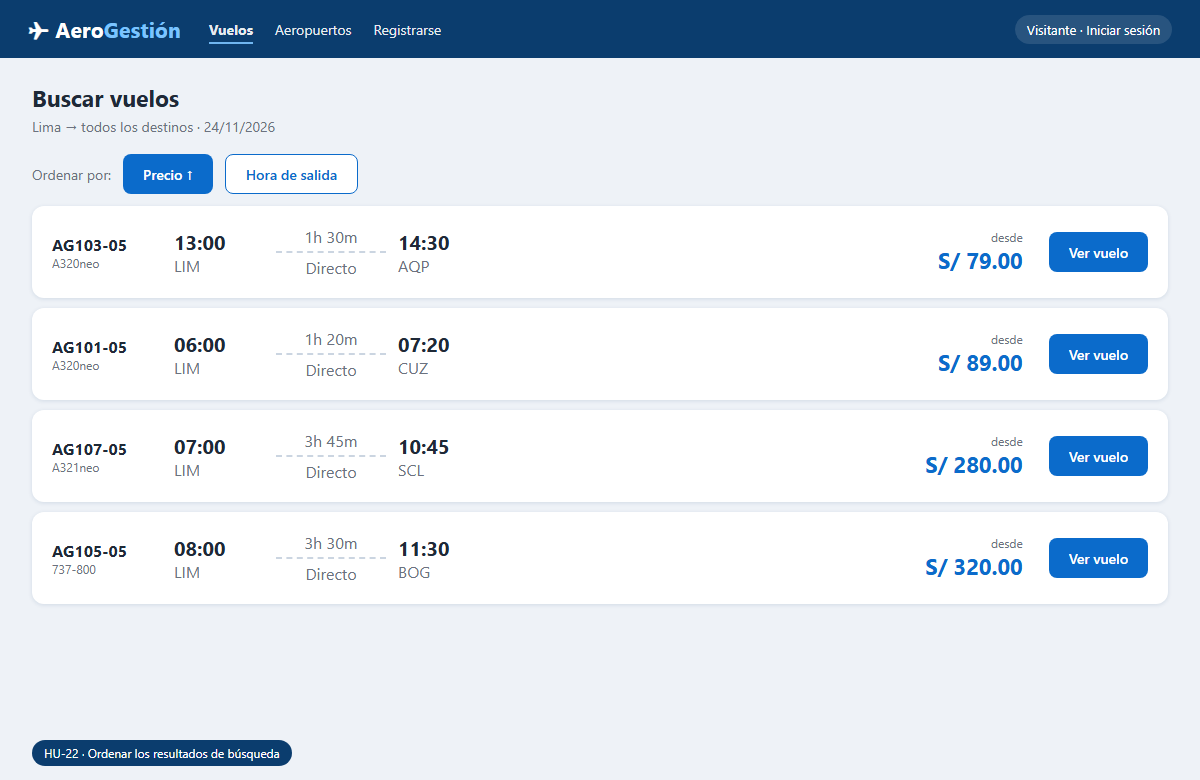 AeroGestión Vuelos Aeropuertos Registrarse Visitante · Iniciar sesión
Buscar vuelos
Lima → todos los destinos · 24/11/2026
Ordenar por: Precio ↑ Hora de salida
AG103-05
A320neo
13:00
LIM
1h 30m
Directo
14:30
AQP
desde
S/ 79.00
Ver vuelo
AG101-05
A320neo
06:00
LIM
1h 20m
Directo
07:20
CUZ
desde
S/ 89.00
Ver vuelo
AG107-05
A321neo
07:00
LIM
3h 45m
Directo
10:45
SCL
desde
S/ 280.00
Ver vuelo
AG105-05
737-800
08:00
LIM
3h 30m
Directo
11:30
BOG
desde
S/ 320.00
Ver vuelo
HU-22 · Ordenar los resultados de búsqueda